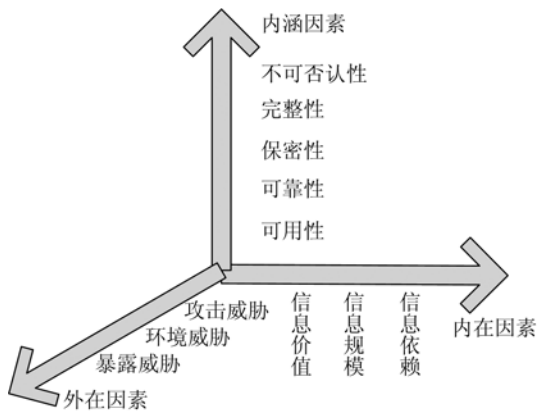 内涵因素
不可否认性
完整性
保密性
可靠性
可用性
攻击威胁
环境威胁
暴露威胁
外在因素
信息价值
信息规模
信息依赖
内在因素